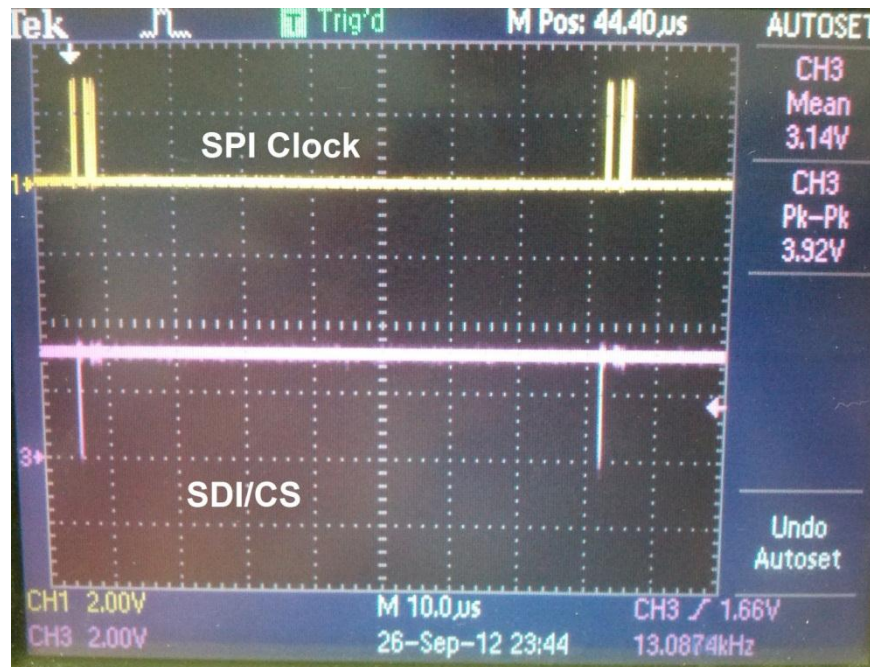 Tek Trig'd M Pos: 44.40µs AUTOSET
CH3
Mean
3.14V
SPI Clock
1
CH3
Pk-Pk
3.92V
3
SDI/CS
Undo
Autoset
CH1 2.00V M 10.0µs CH3 1.66V
CH3 2.00V 26-Sep-12 23:44 13.0874kHz